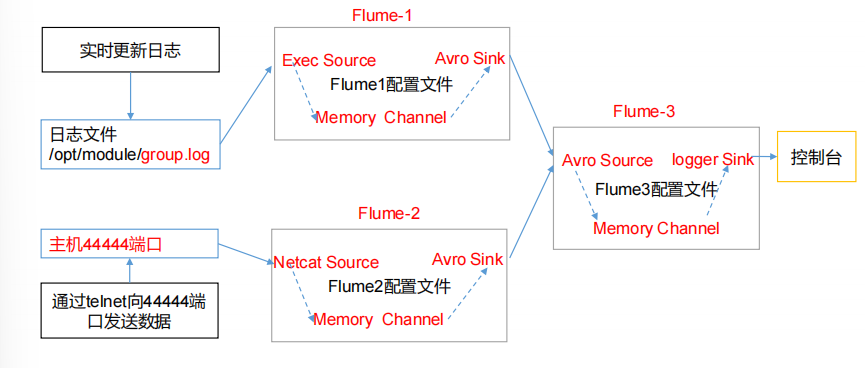 Flume-1
实时更新日志
Exec Source
Avro Sink
Flume1配置文件
Memory Channel
日志文件
/opt/module/group.log
Flume-3
Avro Source
logger Sink
Flume3配置文件
Memory Channel
控制台
Flume-2
主机44444端口
Netcat Source
Avro Sink
Flume2配置文件
Memory Channel
通过telnet向44444端
口发送数据